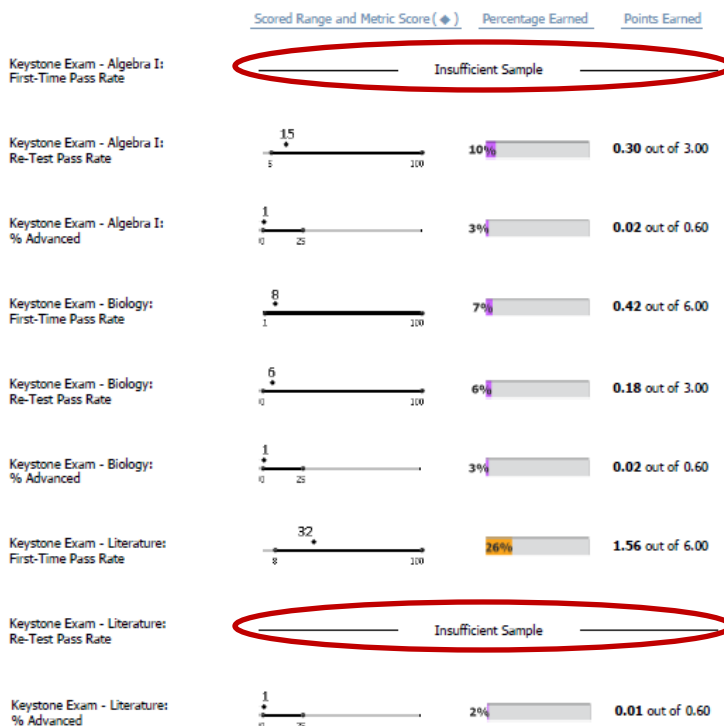 Scored Range and Metric Score ( ◆ ) Percentage Earned Points Earned
Keystone Exam - Algebra I:
First-Time Pass Rate
Insufficient Sample
Keystone Exam - Algebra I:
Re-Test Pass Rate
15
5 100
10%
0.30 out of 3.00
Keystone Exam - Algebra I:
% Advanced
1
0 25
3%
0.02 out of 0.60
Keystone Exam - Biology:
First-Time Pass Rate
8
1 100
7%
0.42 out of 6.00
Keystone Exam - Biology:
Re-Test Pass Rate
6
0 100
6%
0.18 out of 3.00
Keystone Exam - Biology:
% Advanced
1
0 25
3%
0.02 out of 0.60
Keystone Exam - Literature:
First-Time Pass Rate
32
8 100
26%
1.56 out of 6.00
Keystone Exam - Literature:
Re-Test Pass Rate
Insufficient Sample
Keystone Exam - Literature:
% Advanced
1
0 25
2%
0.01 out of 0.60